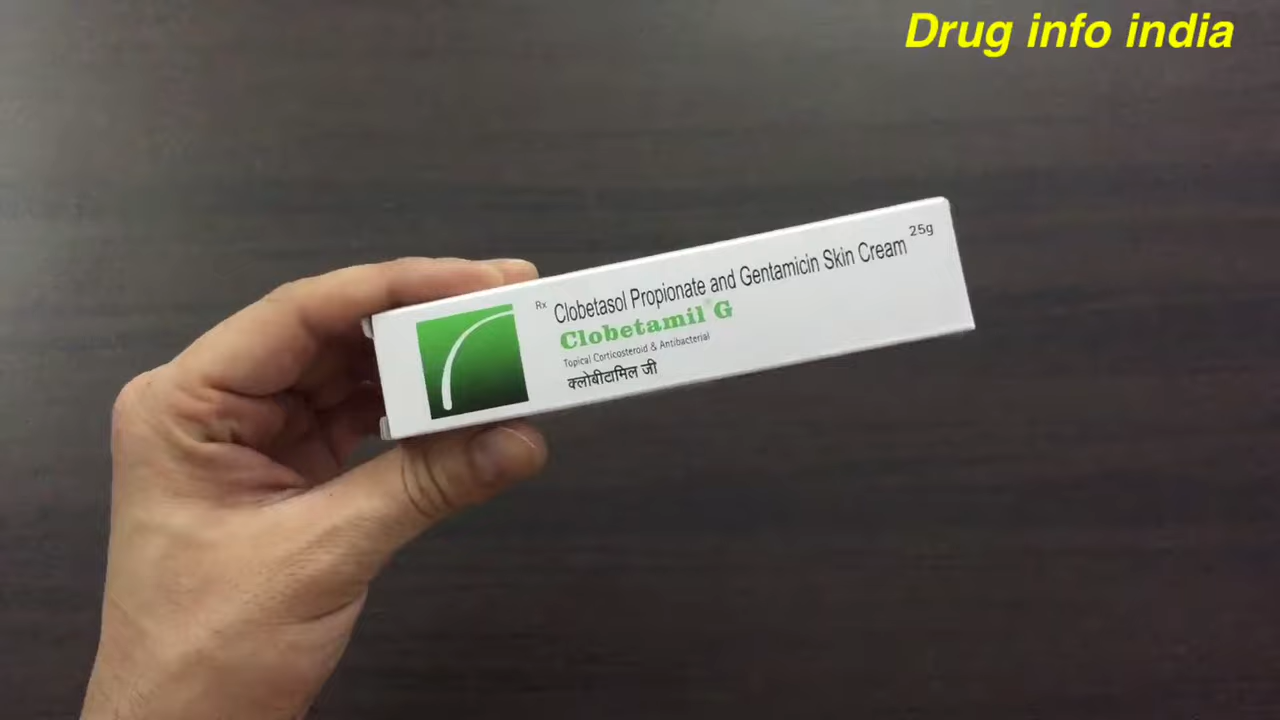 Drug info india
Rx Clobetasol Propionate and Gentamicin Skin Cream 25g
Clobetamil® G
Topical Corticosteroid & Antibacterial
क्लोबीटामिल जी